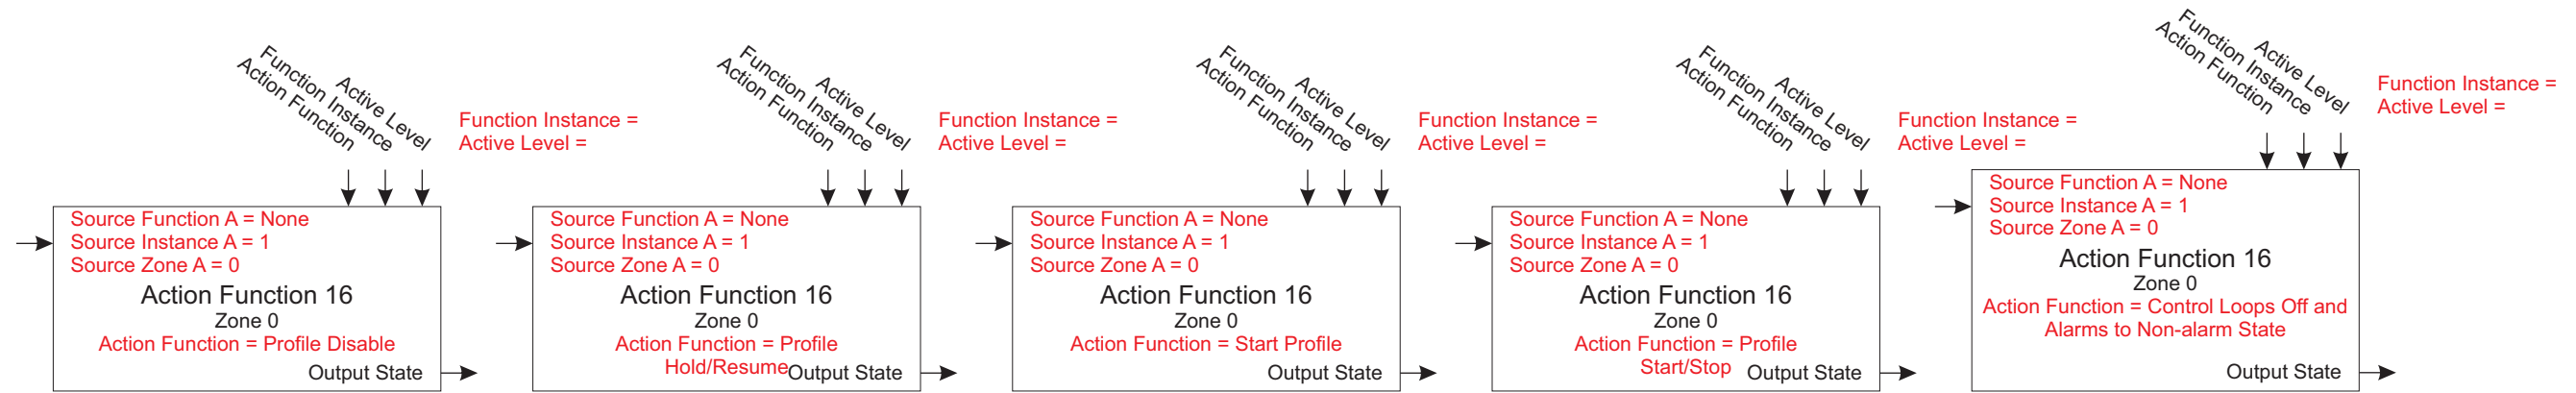 Function Instance
Action Function
Active Level
Function Instance =
Active Level =
Source Function A = None
Source Instance A = 1
Source Zone A = 0
Action Function 16
Zone 0
Action Function = Profile Disable
Output State
Function Instance
Action Function
Active Level
Function Instance =
Active Level =
Source Function A = None
Source Instance A = 1
Source Zone A = 0
Action Function 16
Zone 0
Action Function = Profile
Hold/Resume
Output State
Function Instance
Action Function
Active Level
Function Instance =
Active Level =
Source Function A = None
Source Instance A = 1
Source Zone A = 0
Action Function 16
Zone 0
Action Function = Start Profile
Output State
Function Instance
Action Function
Active Level
Function Instance =
Active Level =
Source Function A = None
Source Instance A = 1
Source Zone A = 0
Action Function 16
Zone 0
Action Function = Profile
Start/Stop
Output State
Function Instance
Action Function
Active Level
Function Instance =
Active Level =
Source Function A = None
Source Instance A = 1
Source Zone A = 0
Action Function 16
Zone 0
Action Function = Control Loops Off and
Alarms to Non-alarm State
Output State